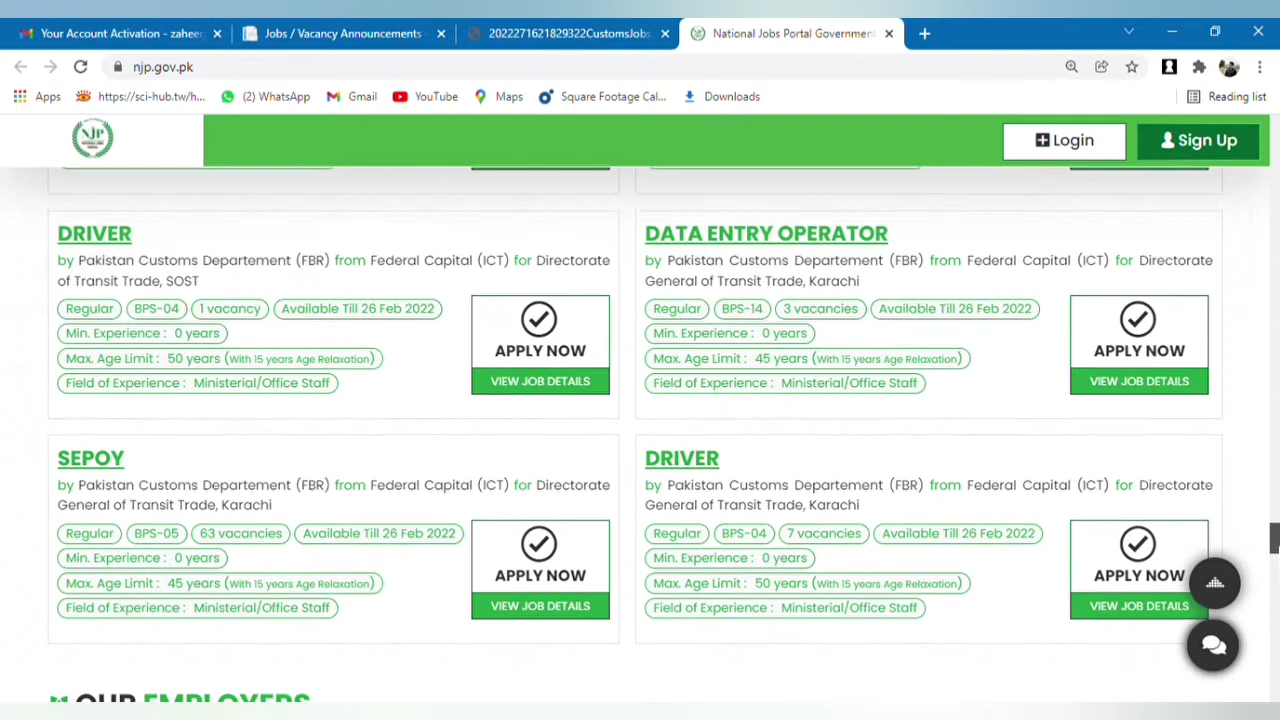 Your Account Activation - zaheer
Jobs / Vacancy Announcements -
2022271621829322CustomsJobs.
National Jobs Portal Government
njp.gov.pk
Apps
https://sci-hub.tw/h...
(2) WhatsApp
Gmail
YouTube
Maps
Square Footage Cal...
Downloads
Reading list
NJP
Login
Sign Up
DRIVER
by Pakistan Customs Departement (FBR) from Federal Capital (ICT) for Directorate
of Transit Trade, SOST
Regular BPS-04 1 vacancy Available Till 26 Feb 2022
Min. Experience : 0 years
Max. Age Limit : 50 years (With 15 years Age Relaxation)
Field of Experience : Ministerial/Office Staff
APPLY NOW
VIEW JOB DETAILS
DATA ENTRY OPERATOR
by Pakistan Customs Departement (FBR) from Federal Capital (ICT) for Directorate
General of Transit Trade, Karachi
Regular BPS-14 3 vacancies Available Till 26 Feb 2022
Min. Experience : 0 years
Max. Age Limit : 45 years (With 15 years Age Relaxation)
Field of Experience : Ministerial/Office Staff
APPLY NOW
VIEW JOB DETAILS
SEPOY
by Pakistan Customs Departement (FBR) from Federal Capital (ICT) for Directorate
General of Transit Trade, Karachi
Regular BPS-05 63 vacancies Available Till 26 Feb 2022
Min. Experience : 0 years
Max. Age Limit : 45 years (With 15 years Age Relaxation)
Field of Experience : Ministerial/Office Staff
APPLY NOW
VIEW JOB DETAILS
DRIVER
by Pakistan Customs Departement (FBR) from Federal Capital (ICT) for Directorate
General of Transit Trade, Karachi
Regular BPS-04 7 vacancies Available Till 26 Feb 2022
Min. Experience : 0 years
Max. Age Limit : 50 years (With 15 years Age Relaxation)
Field of Experience : Ministerial/Office Staff
APPLY NOW
VIEW JOB DETAILS
OUR EMPLOYERS